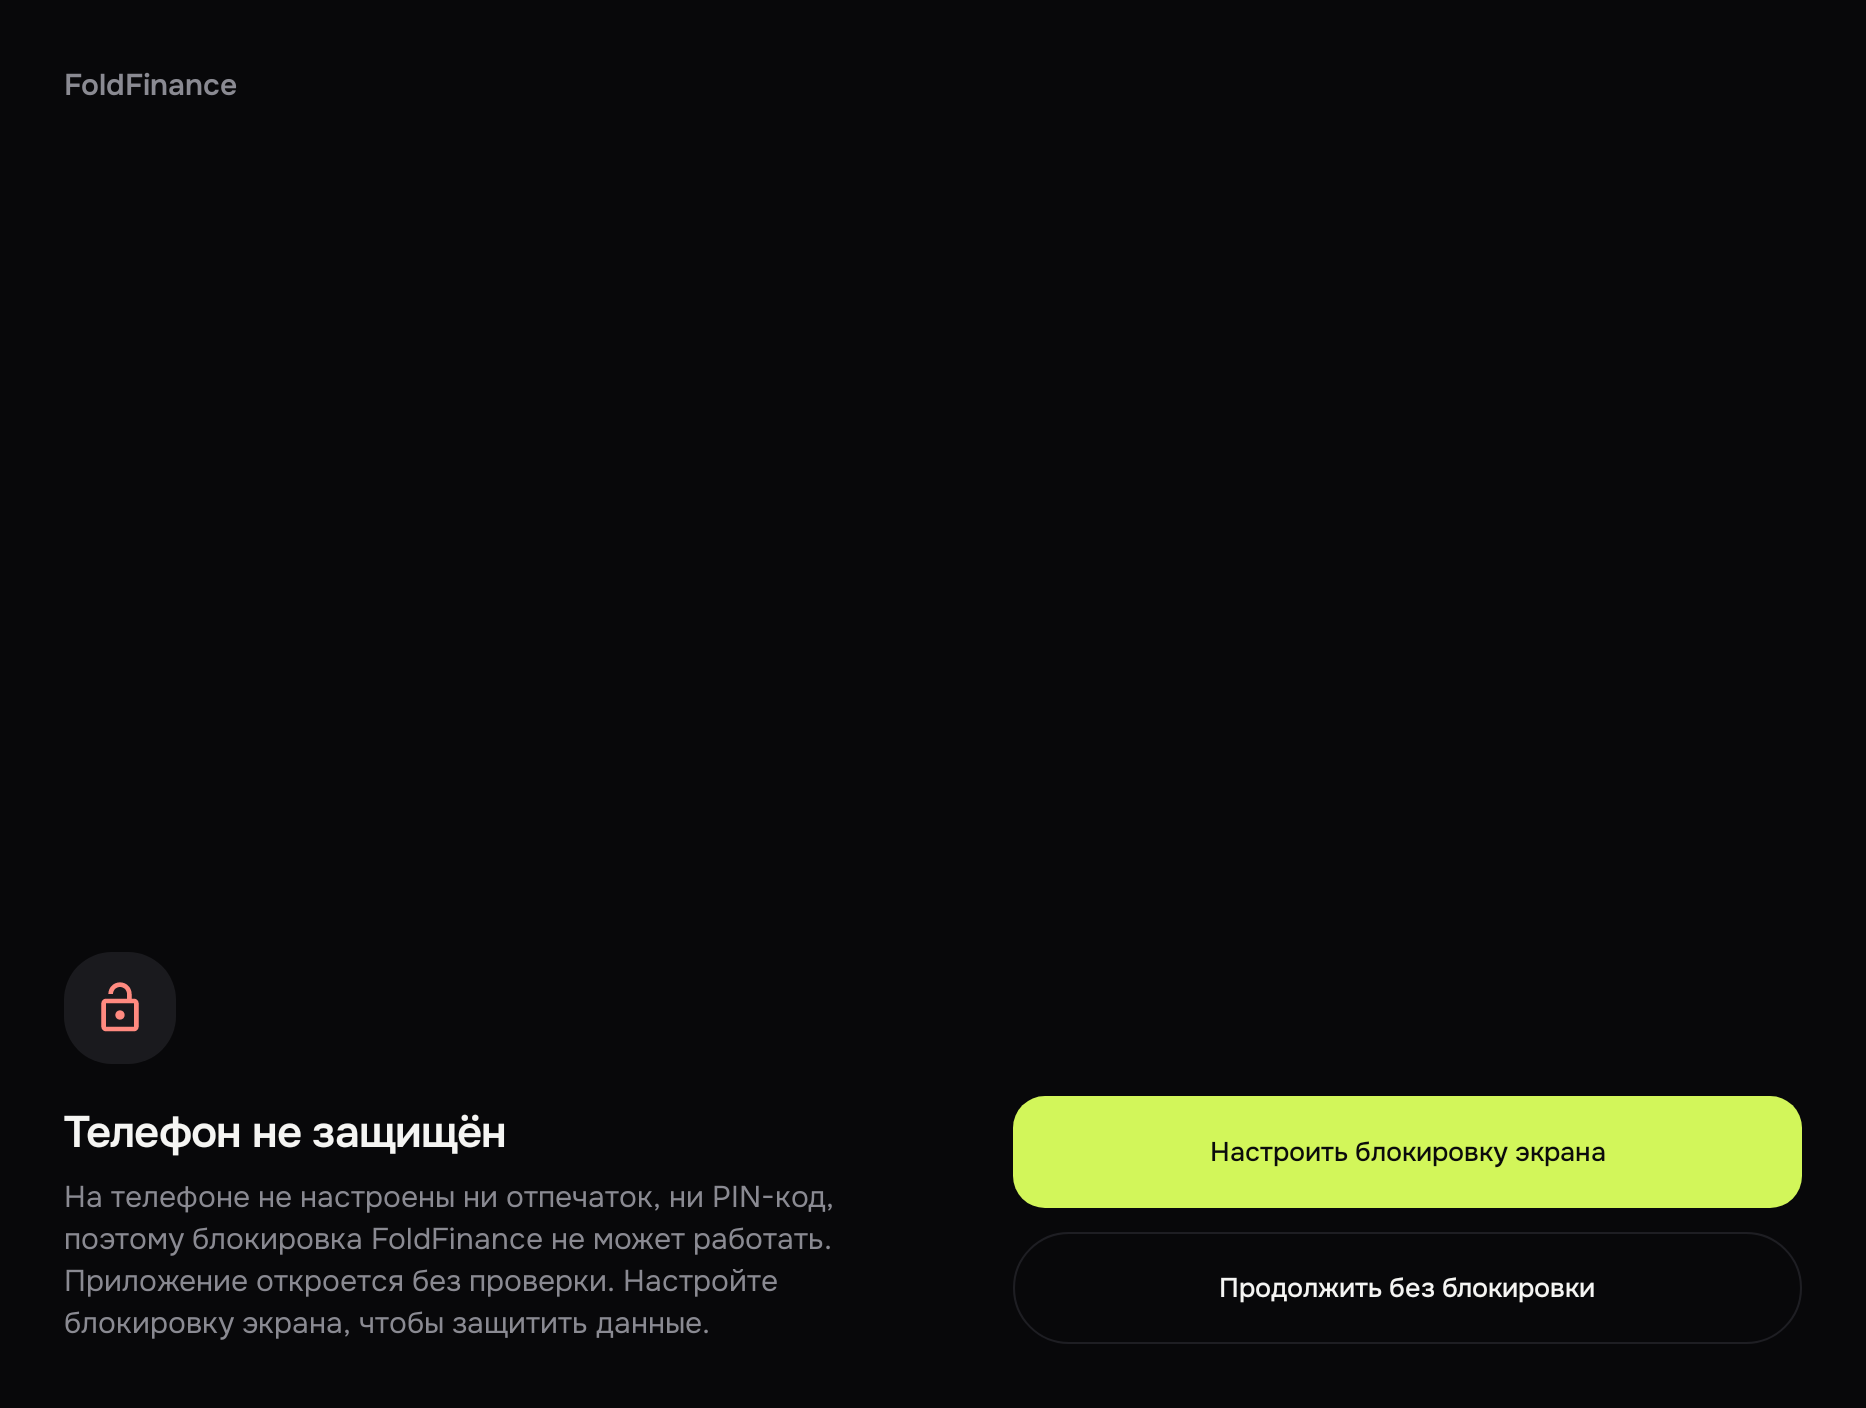 FoldFinance
Телефон не защищён
На телефоне не настроены ни отпечаток, ни PIN-код,
поэтому блокировка FoldFinance не может работать.
Приложение откроется без проверки. Настройте
блокировку экрана, чтобы защитить данные.
Настроить блокировку экрана
Продолжить без блокировки